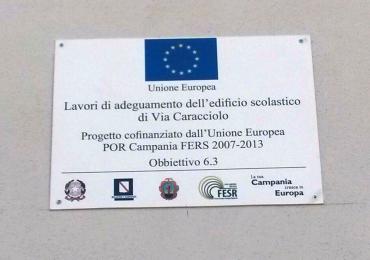 Unione Europea
Lavori di adeguamento dell'edificio scolastico
di Via Caracciolo
Progetto cofinanziato dall'Unione Europea
POR Campania FERS 2007-2013
Obbiettivo 6.3
FESR
La tua
Campania
cresce in
Europa